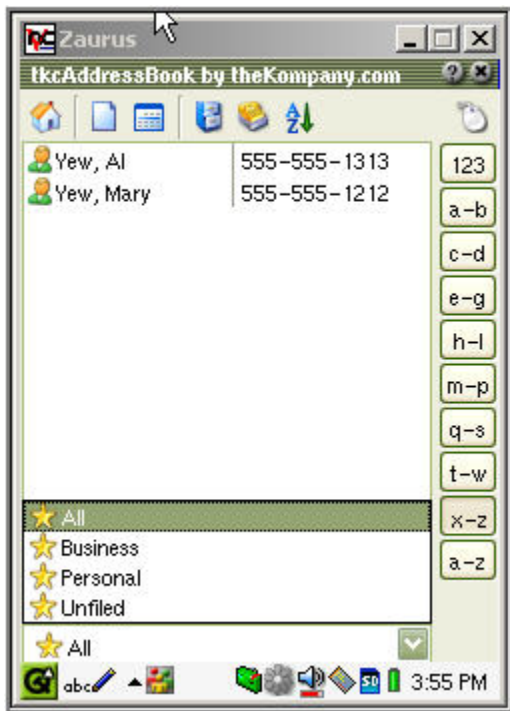 Zaurus
tkcAddressBook by theKompany.com
Yew, Al 555-555-1313
Yew, Mary 555-555-1212
123
a-b
c-d
e-g
h-l
m-p
q-s
t-w
x-z
a-z
All
Business
Personal
Unfiled
All
abc SD 3:55 PM